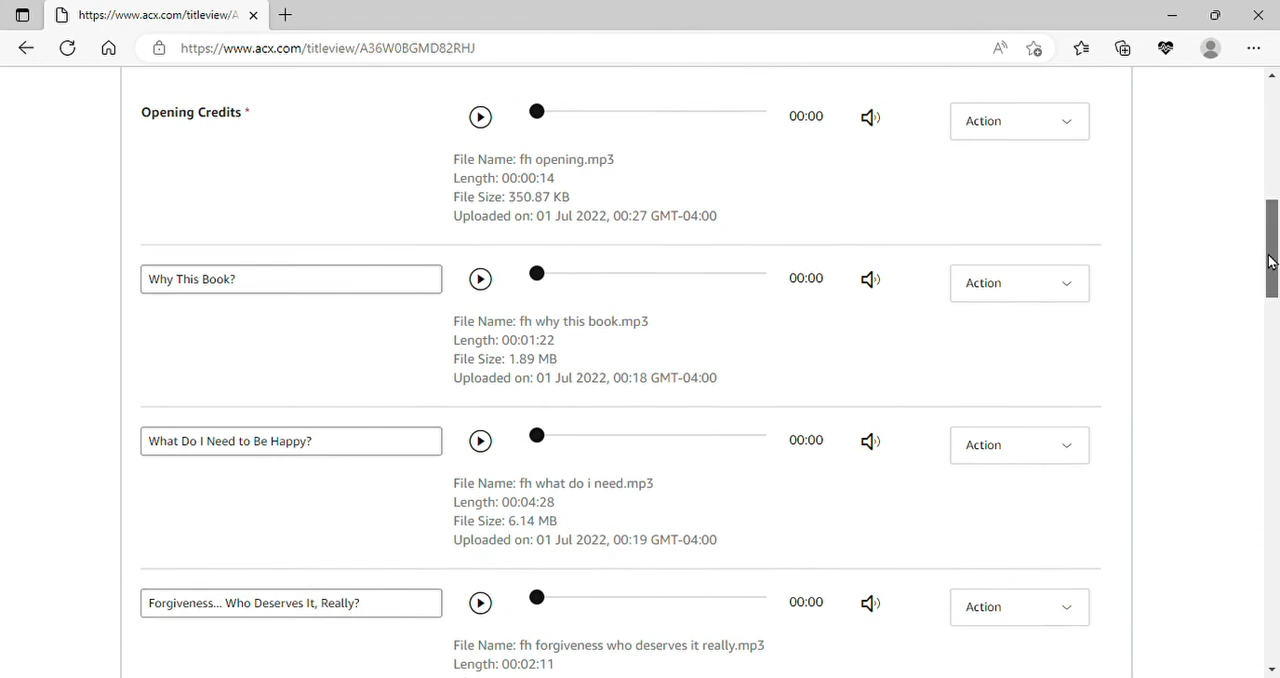 https://www.acx.com/titleview/A
https://www.acx.com/titleview/A36W0BGMD82RHJ
Opening Credits *
00:00
Action
File Name: fh opening.mp3
Length: 00:00:14
File Size: 350.87 KB
Uploaded on: 01 Jul 2022, 00:27 GMT-04:00
Why This Book?
00:00
Action
File Name: fh why this book.mp3
Length: 00:01:22
File Size: 1.89 MB
Uploaded on: 01 Jul 2022, 00:18 GMT-04:00
What Do I Need to Be Happy?
00:00
Action
File Name: fh what do i need.mp3
Length: 00:04:28
File Size: 6.14 MB
Uploaded on: 01 Jul 2022, 00:19 GMT-04:00
Forgiveness... Who Deserves It, Really?
00:00
Action
File Name: fh forgiveness who deserves it really.mp3
Length: 00:02:11